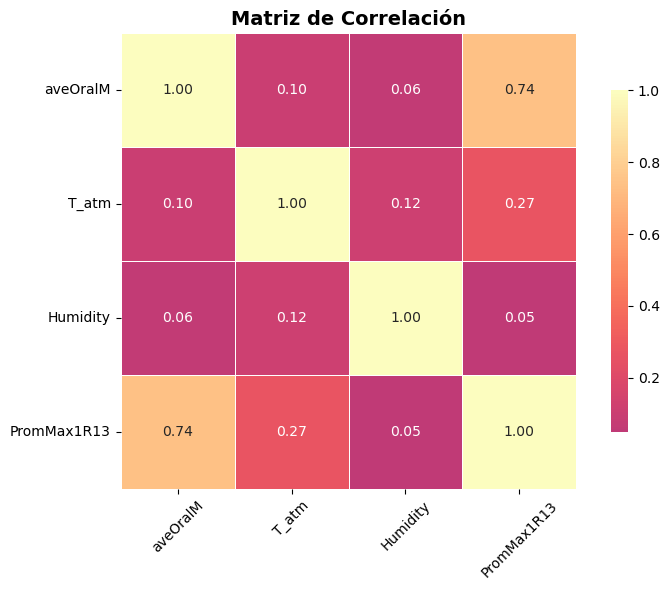 Matriz de Correlación
aveOralM 1.00 0.10 0.06 0.74
T_atm 0.10 1.00 0.12 0.27
Humidity 0.06 0.12 1.00 0.05
PromMax1R13 0.74 0.27 0.05 1.00
aveOralM T_atm Humidity PromMax1R13
1.0
0.8
0.6
0.4
0.2